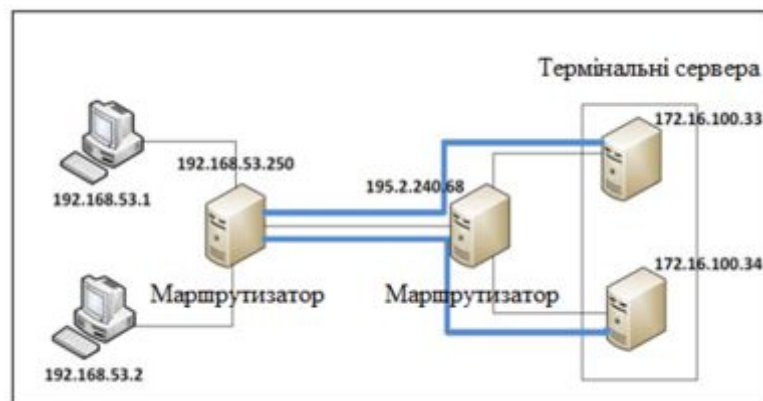 Термінальні сервера
172.16.100.33
192.168.53.250
195.2.240.68
192.168.53.1
172.16.100.34
Маршрутизатор
Маршрутизатор
192.168.53.2